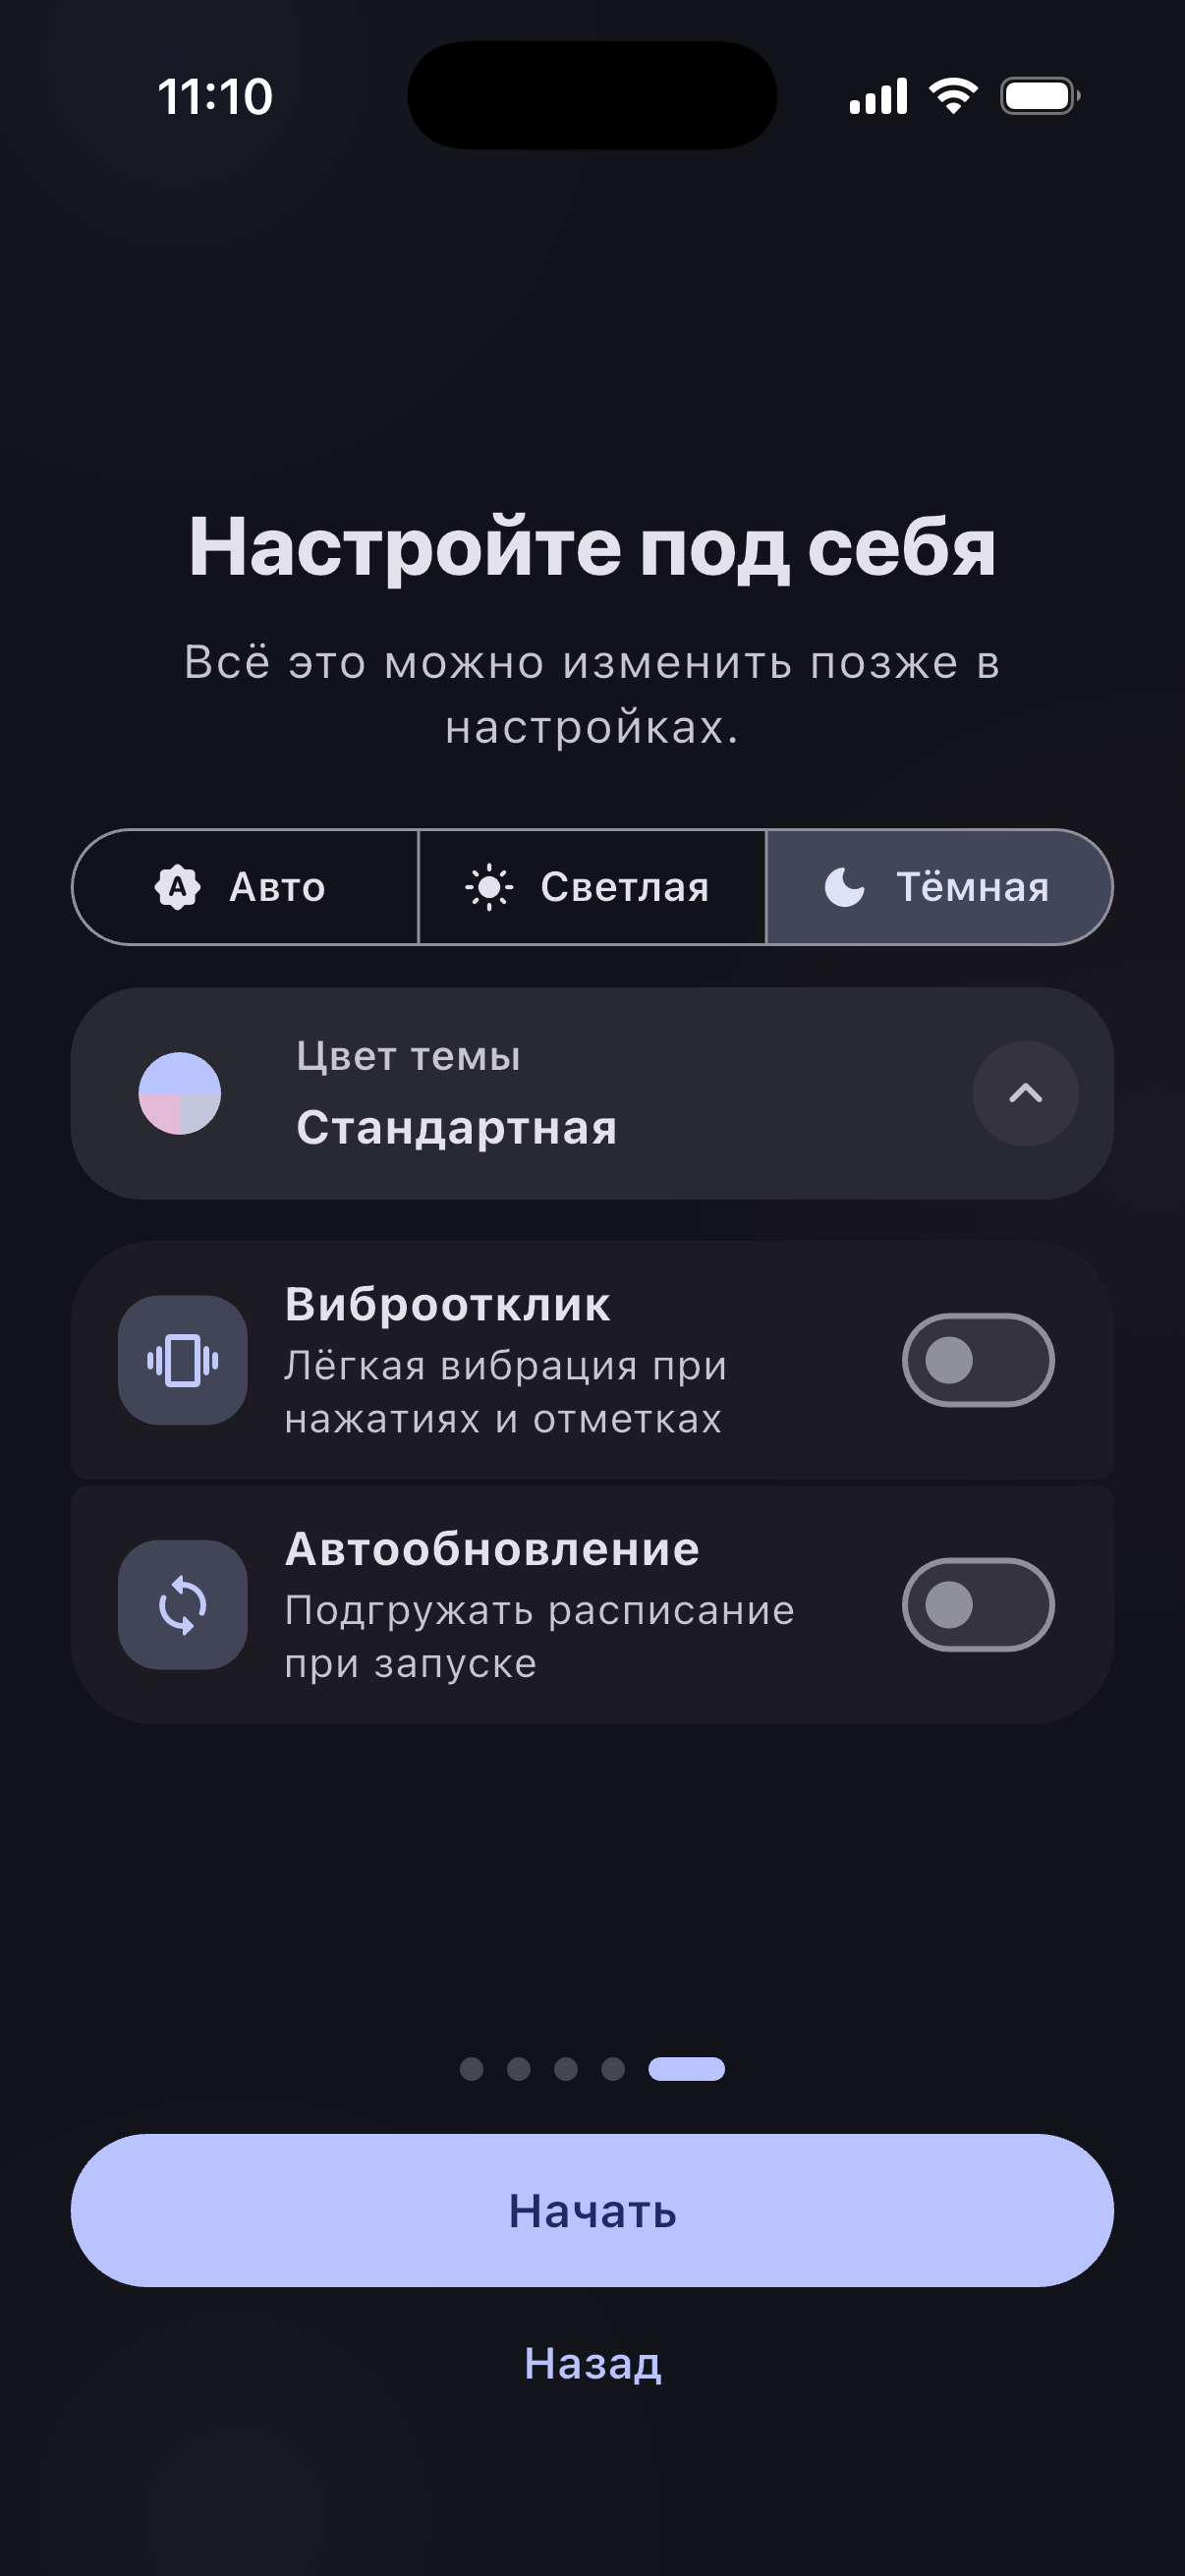 11:10
Настройте под себя
Всё это можно изменить позже в
настройках.
A Авто
Светлая
Тёмная
Цвет темы
Стандартная
Виброотклик
Лёгкая вибрация при
нажатиях и отметках
Автообновление
Подгружать расписание
при запуске
Начать
Назад